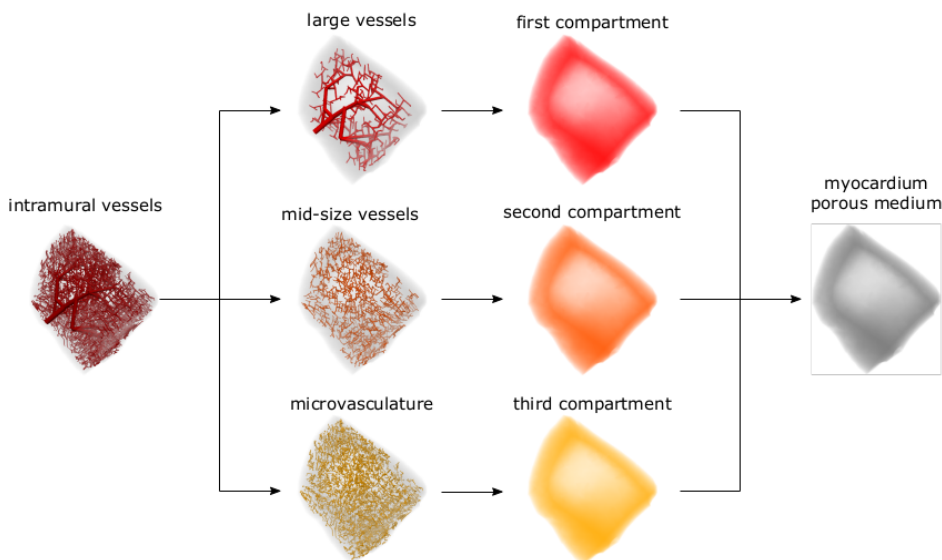 large vessels
first compartment
intramural vessels
mid-size vessels
second compartment
myocardium
porous medium
microvasculature
third compartment